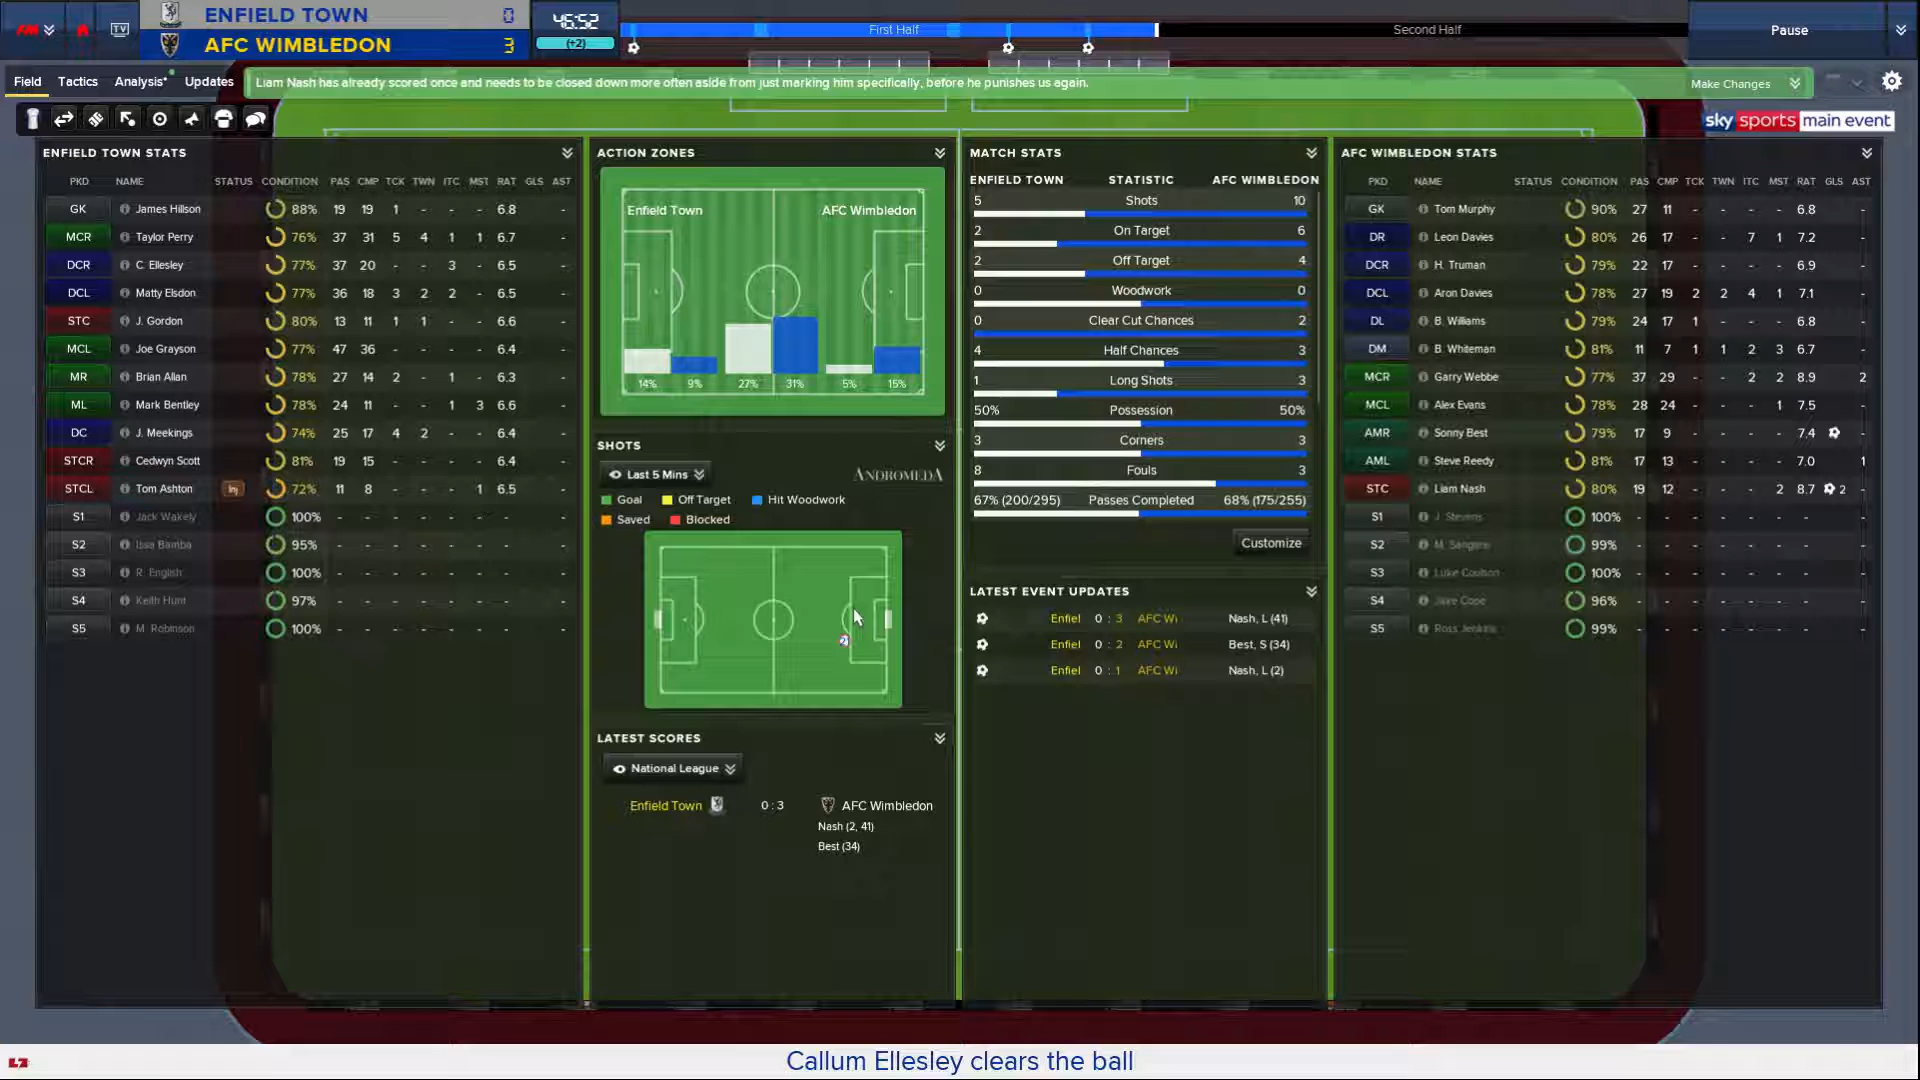 FM
TV
ENFIELD TOWN 0
AFC WIMBLEDON 3
46:52
(+2)
First Half
Second Half
Pause
Field Tactics Analysis* Updates
Liam Nash has already scored once and needs to be closed down more often aside from just marking him specifically, before he punishes us again.
Make Changes
sky sports main event
ENFIELD TOWN STATS
PKD NAME STATUS CONDITION PAS CMP TCK TWN ITC MST RAT GLS AST
GK James Hillson 88% 19 19 1 - - - 6.8 -
MCR Taylor Perry 76% 37 31 5 4 1 1 6.7 -
DCR C. Ellesley 77% 37 20 - - 3 - 6.5 -
DCL Matty Elsdon 77% 36 18 3 2 2 - 6.5 -
STC J. Gordon 80% 13 11 1 1 - - 6.6 -
MCL Joe Grayson 77% 47 36 - - - - 6.4 -
MR Brian Allan 78% 27 14 2 - 1 - 6.3 -
ML Mark Bentley 78% 24 11 - - 1 3 6.6 -
DC J. Meekings 74% 25 17 4 2 - - 6.4 -
STCR Cedwyn Scott 81% 19 15 - - - - 6.4 -
STCL Tom Ashton Inj 72% 11 8 - - - 1 6.5 -
S1 Jack Wakely 100% - - - - - - - -
S2 Issa Bamba 95% - - - - - - - -
S3 R. English 100% - - - - - - - -
S4 Keith Hunt 97% - - - - - - - -
S5 M. Robinson 100% - - - - - - - -
ACTION ZONES
Enfield Town AFC Wimbledon
14% 9% 27% 31% 5% 15%
SHOTS
Last 5 Mins
ANDROMEDA
Goal Off Target Hit Woodwork
Saved Blocked
LATEST SCORES
National League
Enfield Town 0 : 3 AFC Wimbledon
Nash (2, 41)
Best (34)
MATCH STATS
ENFIELD TOWN STATISTIC AFC WIMBLEDON
5 Shots 10
2 On Target 6
2 Off Target 4
0 Woodwork 0
0 Clear Cut Chances 2
4 Half Chances 3
1 Long Shots 3
50% Possession 50%
3 Corners 3
8 Fouls 3
67% (200/295) Passes Completed 68% (175/255)
Customize
LATEST EVENT UPDATES
Enfiel 0 : 3 AFC Wi Nash, L (41)
Enfiel 0 : 2 AFC Wi Best, S (34)
Enfiel 0 : 1 AFC Wi Nash, L (2)
AFC WIMBLEDON STATS
PKD NAME STATUS CONDITION PAS CMP TCK TWN ITC MST RAT GLS AST
GK Tom Murphy 90% 27 11 - - - - 6.8 -
DR Leon Davies 80% 26 17 - - 7 1 7.2 -
DCR H. Truman 79% 22 17 - - - - 6.9 -
DCL Aron Davies 78% 27 19 2 2 4 1 7.1 -
DL B. Williams 79% 24 17 1 - - - 6.8 -
DM B. Whiteman 81% 11 7 1 1 2 3 6.7 -
MCR Garry Webbe 77% 37 29 - - 2 2 8.9 2
MCL Alex Evans 78% 28 24 - - - 1 7.5 -
AMR Sonny Best 79% 17 9 - - - - 7.4 -
AML Steve Reedy 81% 17 13 - - - - 7.0 1
STC Liam Nash 80% 19 12 - - - 2 8.7 2 -
S1 J. Stevens 100% - - - - - - - -
S2 M. Sangare 99% - - - - - - - -
S3 Luke Coulson 100% - - - - - - - -
S4 Jake Cope 96% - - - - - - - -
S5 Ross Jenkins 99% - - - - - - - -
Callum Ellesley clears the ball